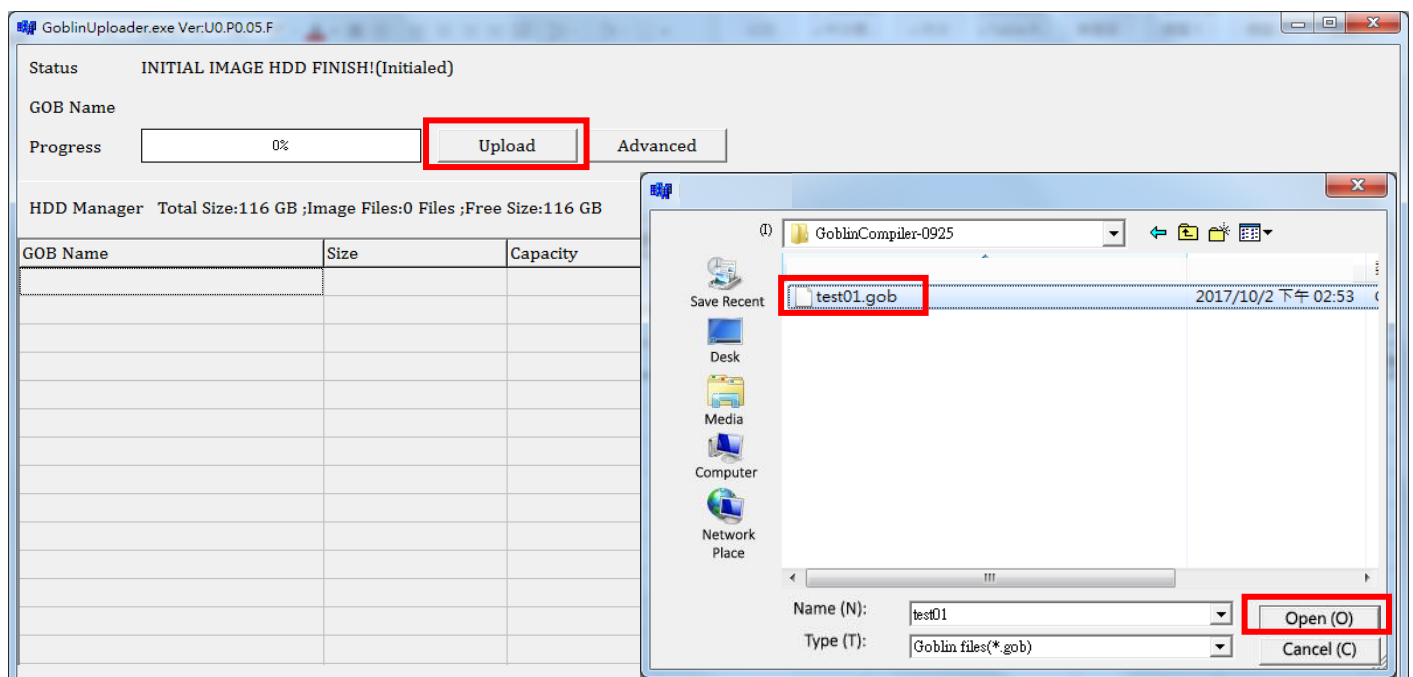 GoblinUploader.exe Ver:U0.P0.05.F
Status INITIAL IMAGE HDD FINISH!(Initialed)
GOB Name
Progress 0% Upload Advanced
HDD Manager Total Size:116 GB ;Image Files:0 Files ;Free Size:116 GB
GOB Name Size Capacity
(I) GoblinCompiler-0925
Save Recent
Desk
Media
Computer
Network
Place
test01.gob 2017/10/2 下午 02:53
Name (N): test01 Open (O)
Type (T): Goblin files(*.gob) Cancel (C)